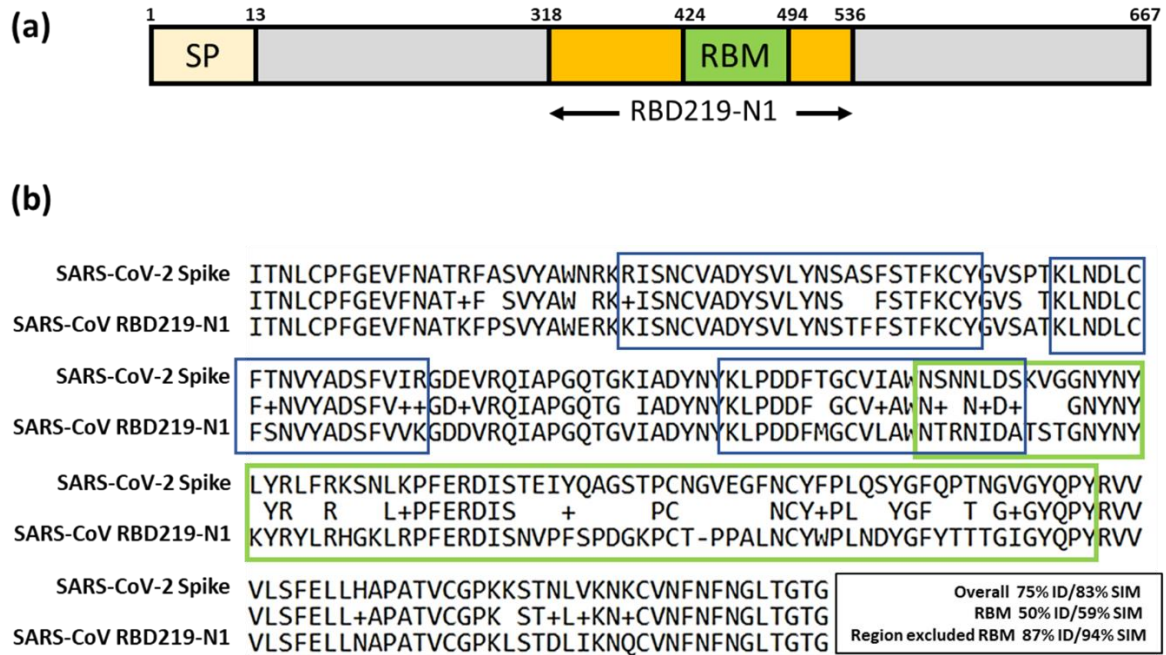 (a)
1 13 318 424 494 536 667
SP RBM
RBD219-N1
(b)
SARS-CoV-2 Spike ITNLCPFGEVFNATRFASVYAWNRKRISNCVADYSVLYNSASFSTFKCYGVSPTKLNDLC
ITNLCPFGEVFNAT+F SVYAW RK+ISNCVADYSVLYNS   FSTFKCYGVS TKLNDLC
SARS-CoV RBD219-N1 ITNLCPFGEVFNATKFPSVYAWERKKISNCVADYSVLYNSTFFSTFKCYGVSATKLNDLC
SARS-CoV-2 Spike FTNVYADSFVIRGDEVRQIAPGQTGKIADYNYKLPDDFTGCVIAWNSNNLDSKVGGNYNY
F+NVYADSFV++GD+VRQIAPGQTG IADYNYKLPDDF GCV+AWN+ N+D+    GNYNY
SARS-CoV RBD219-N1 FSNVYADSFVVKGDDVRQIAPGQTGVIADYNYKLPDDFMGCVLAWNTRNIDATSTGNYNY
SARS-CoV-2 Spike LYRLFRKSNLKPFERDISTEIYQAGSTPCNGVEGFNCYFPLQSYGFQPTNGVGYQPYRVV
YR  R   L+PFERDIS    +     PC      NCY+PL  YGF  T G+GYQPYRVV
SARS-CoV RBD219-N1 KYRYLRHGKLRPFERDISNVPFSPDGKPCT-PPALNCYWPLNDYGFYTTTGIGYQPYRVV
SARS-CoV-2 Spike VLSFELLHAPATVCGPKKSTNLVKNKCVNFNFNGLTGTG
VLSFELL+APATVCGPK ST+L+KN+CVNFNFNGLTGTG
SARS-CoV RBD219-N1 VLSFELLNAPATVCGPKLSTDLIKNQCVNFNFNGLTGTG
Overall 75% ID/83% SIM
RBM 50% ID/59% SIM
Region excluded RBM 87% ID/94% SIM